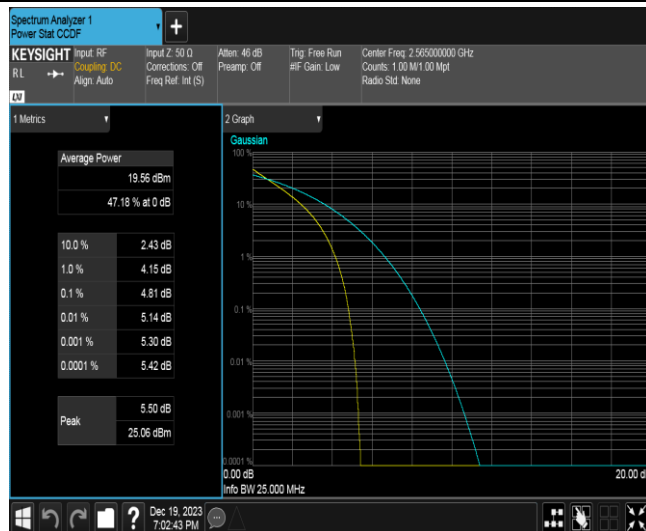 Spectrum Analyzer 1
Power Stat CCDF
+
KEYSIGHT
RL
Input: RF
Coupling: DC
Align: Auto
Input Z: 50 Ω
Corrections: Off
Freq Ref: Int (S)
Atten: 46 dB
Preamp: Off
Trig: Free Run
#IF Gain: Low
Center Freq: 2.565000000 GHz
Counts: 1.00 M/1.00 Mpt
Radio Std: None
LXI
1 Metrics
Average Power
19.56 dBm
47.18 % at 0 dB
10.0 % 2.43 dB
1.0 % 4.15 dB
0.1 % 4.81 dB
0.01 % 5.14 dB
0.001 % 5.30 dB
0.0001 % 5.42 dB
Peak
5.50 dB
25.06 dBm
2 Graph
Gaussian
100 %
10 %
1 %
0.1 %
0.01 %
0.001 %
0.0001 %
0.00 dB
20.00 d
Info BW 25.000 MHz
?
Dec 19, 2023
7:02:43 PM